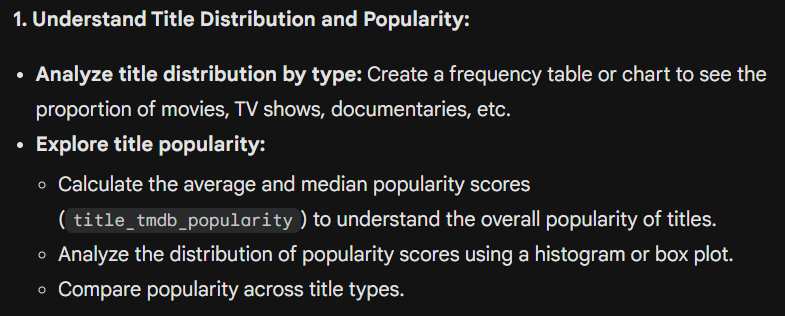 1. Understand Title Distribution and Popularity:
• Analyze title distribution by type: Create a frequency table or chart to see the
proportion of movies, TV shows, documentaries, etc.
• Explore title popularity:
◦ Calculate the average and median popularity scores
( title_tmdb_popularity ) to understand the overall popularity of titles.
◦ Analyze the distribution of popularity scores using a histogram or box plot.
◦ Compare popularity across title types.